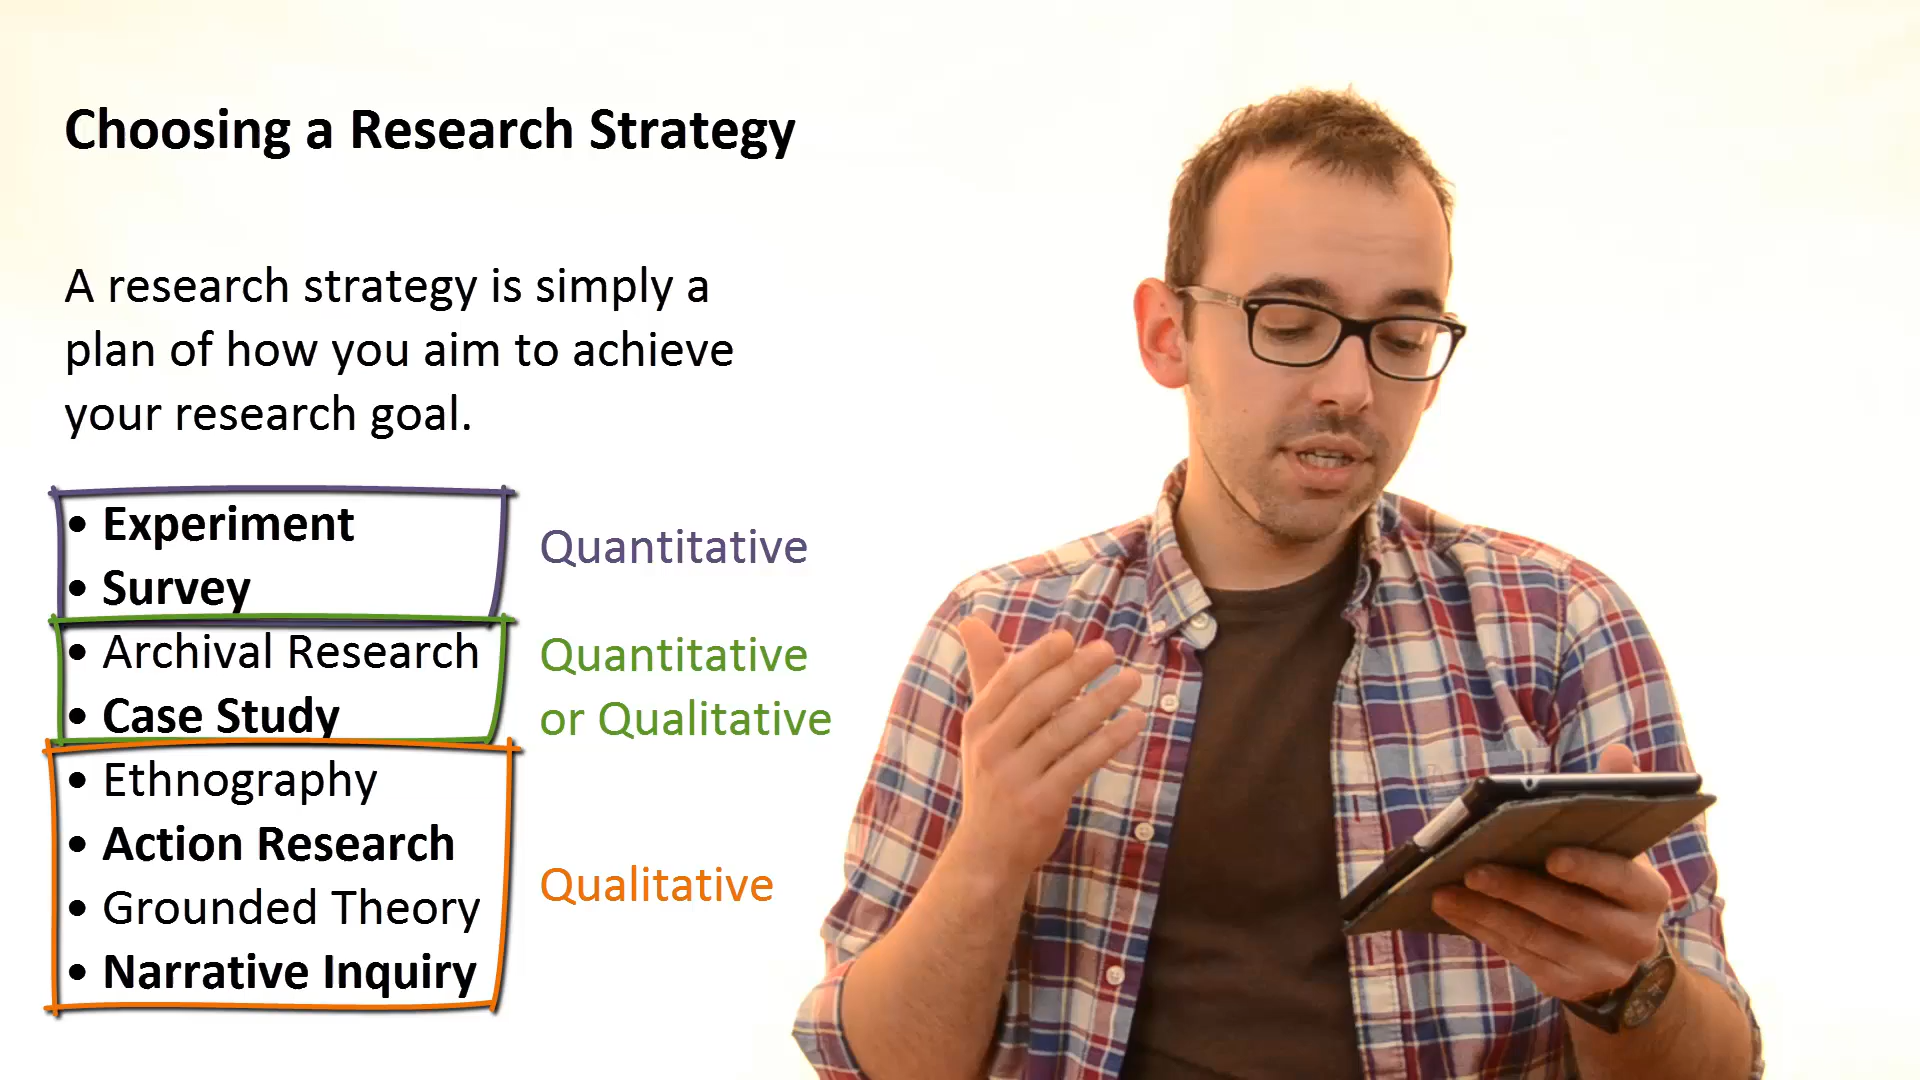 Choosing a Research Strategy
A research strategy is simply a
plan of how you aim to achieve
your research goal.
• Experiment
• Survey
Quantitative
• Archival Research
• Case Study
Quantitative
or Qualitative
• Ethnography
• Action Research
• Grounded Theory
• Narrative Inquiry
Qualitative